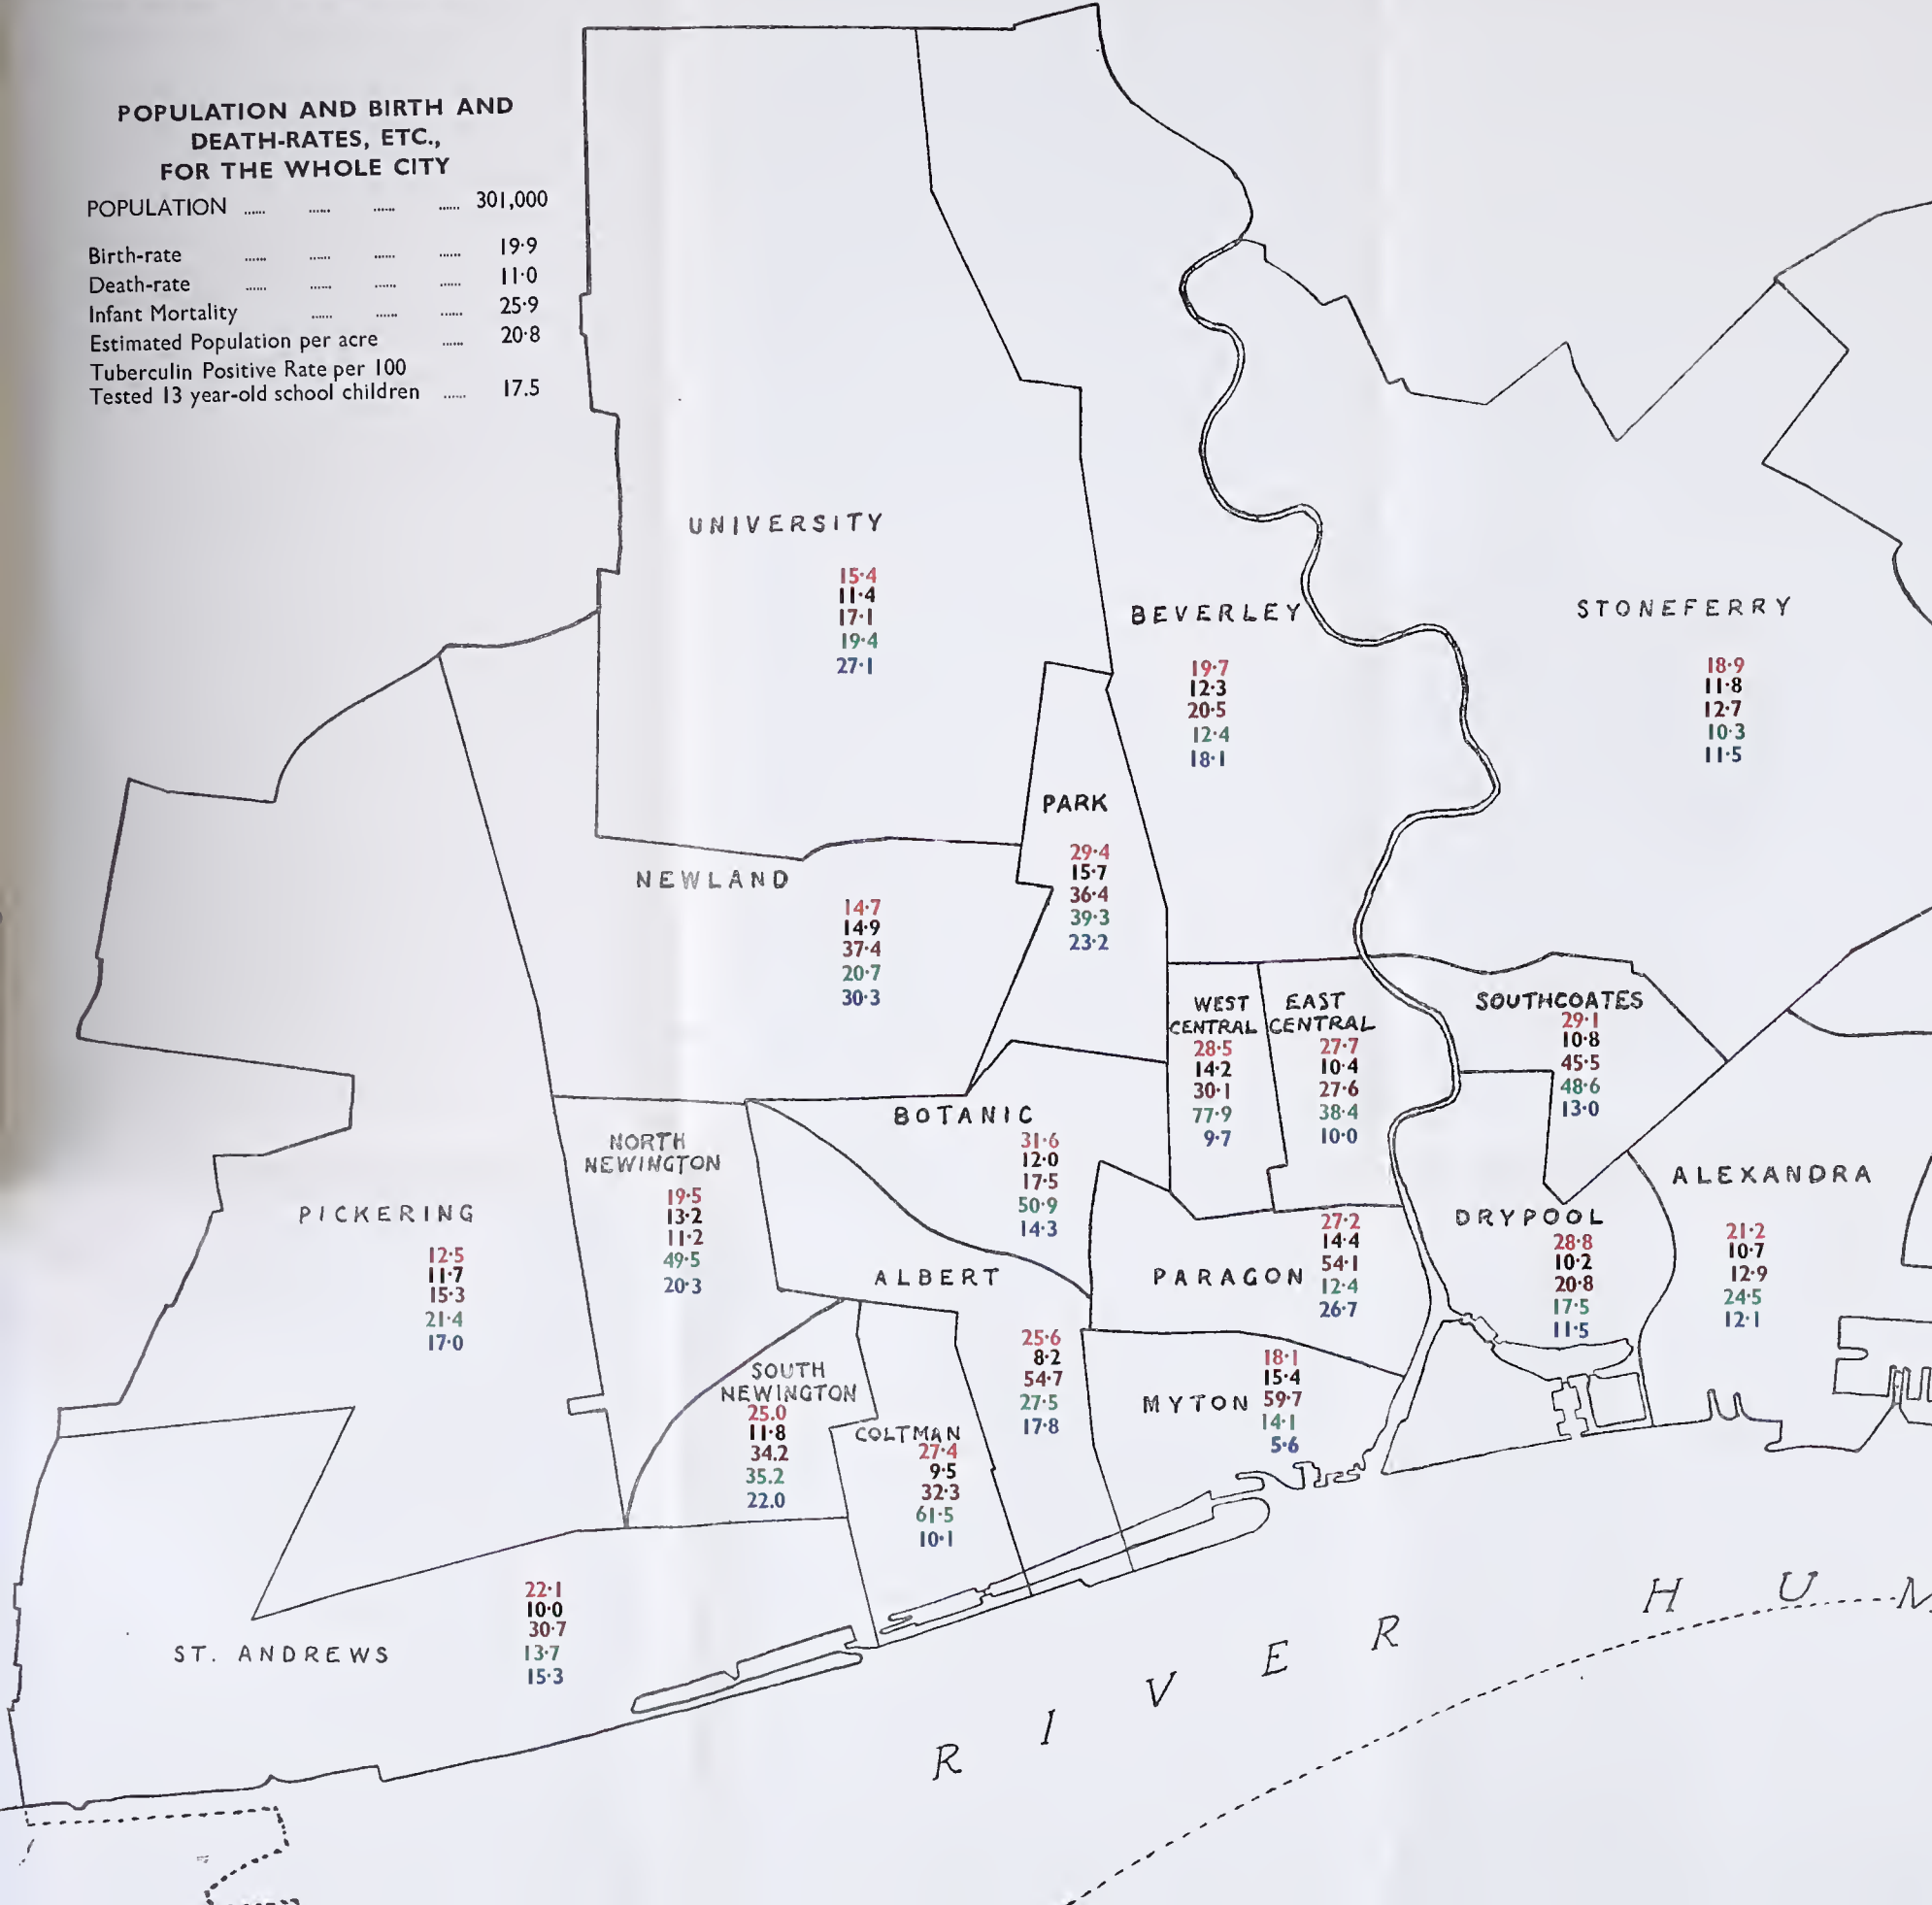 POPULATION AND BIRTH AND
DEATH-RATES, ETC.,
FOR THE WHOLE CITY
POPULATION ...... ...... ...... ...... 301,000
Birth-rate ...... ...... ...... ...... 19·9
Death-rate ...... ...... ...... ...... 11·0
Infant Mortality ...... ...... ...... 25·9
Estimated Population per acre ...... 20·8
Tuberculin Positive Rate per 100
Tested 13 year-old school children ...... 17.5
UNIVERSITY
15·4
11·4
17·1
19·4
27·1
BEVERLEY
19·7
12·3
20·5
12·4
18·1
STONEFERRY
18·9
11·8
12·7
10·3
11·5
PARK
29·4
15·7
36·4
39·3
23·2
NEWLAND
14·7
14·9
37·4
20·7
30·3
WEST
CENTRAL
28·5
14·2
30·1
77·9
9·7
EAST
CENTRAL
27·7
10·4
27·6
38·4
10·0
SOUTHCOATES
29·1
10·8
45·5
48·6
13·0
BOTANIC
31·6
12·0
17·5
50·9
14·3
NORTH
NEWINGTON
19·5
13·2
11·2
49·5
20·3
PICKERING
12·5
11·7
15·3
21·4
17·0
ALBERT
25·6
8·2
54·7
27·5
17·8
PARAGON
27·2
14·4
54·1
12·4
26·7
DRYPOOL
28·8
10·2
20·8
17·5
11·5
ALEXANDRA
21·2
10·7
12·9
24·5
12·1
SOUTH
NEWINGTON
25.0
11·8
34.2
35.2
22.0
COLTMAN
27·4
9·5
32·3
61·5
10·1
MYTON
18·1
15·4
59·7
14·1
5·6
ST. ANDREWS
22·1
10·0
30·7
13·7
15·3
RIVER HUM